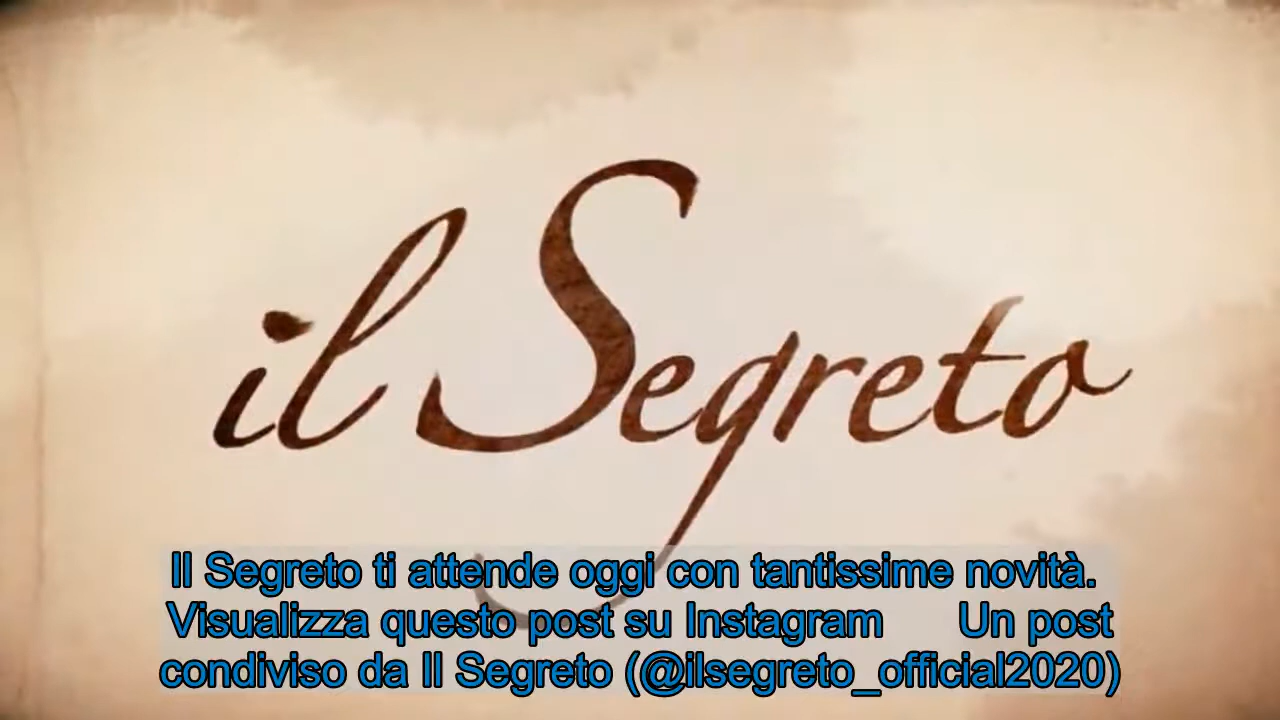 il Segreto
Il Segreto ti attende oggi con tantissime novità.
Visualizza questo post su Instagram Un post
condiviso da Il Segreto (@ilsegreto_official2020)